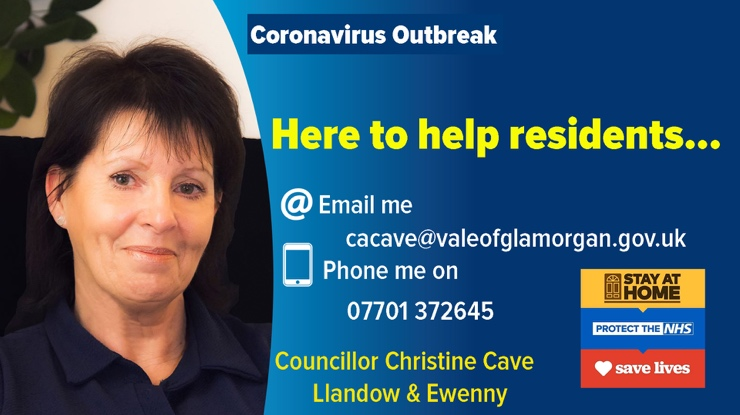 Coronavirus Outbreak
Here to help residents...
@ Email me
cacave@valeofglamorgan.gov.uk
Phone me on
07701 372645
Councillor Christine Cave
Llandow & Ewenny
STAY AT
HOME
PROTECT THE NHS
save lives